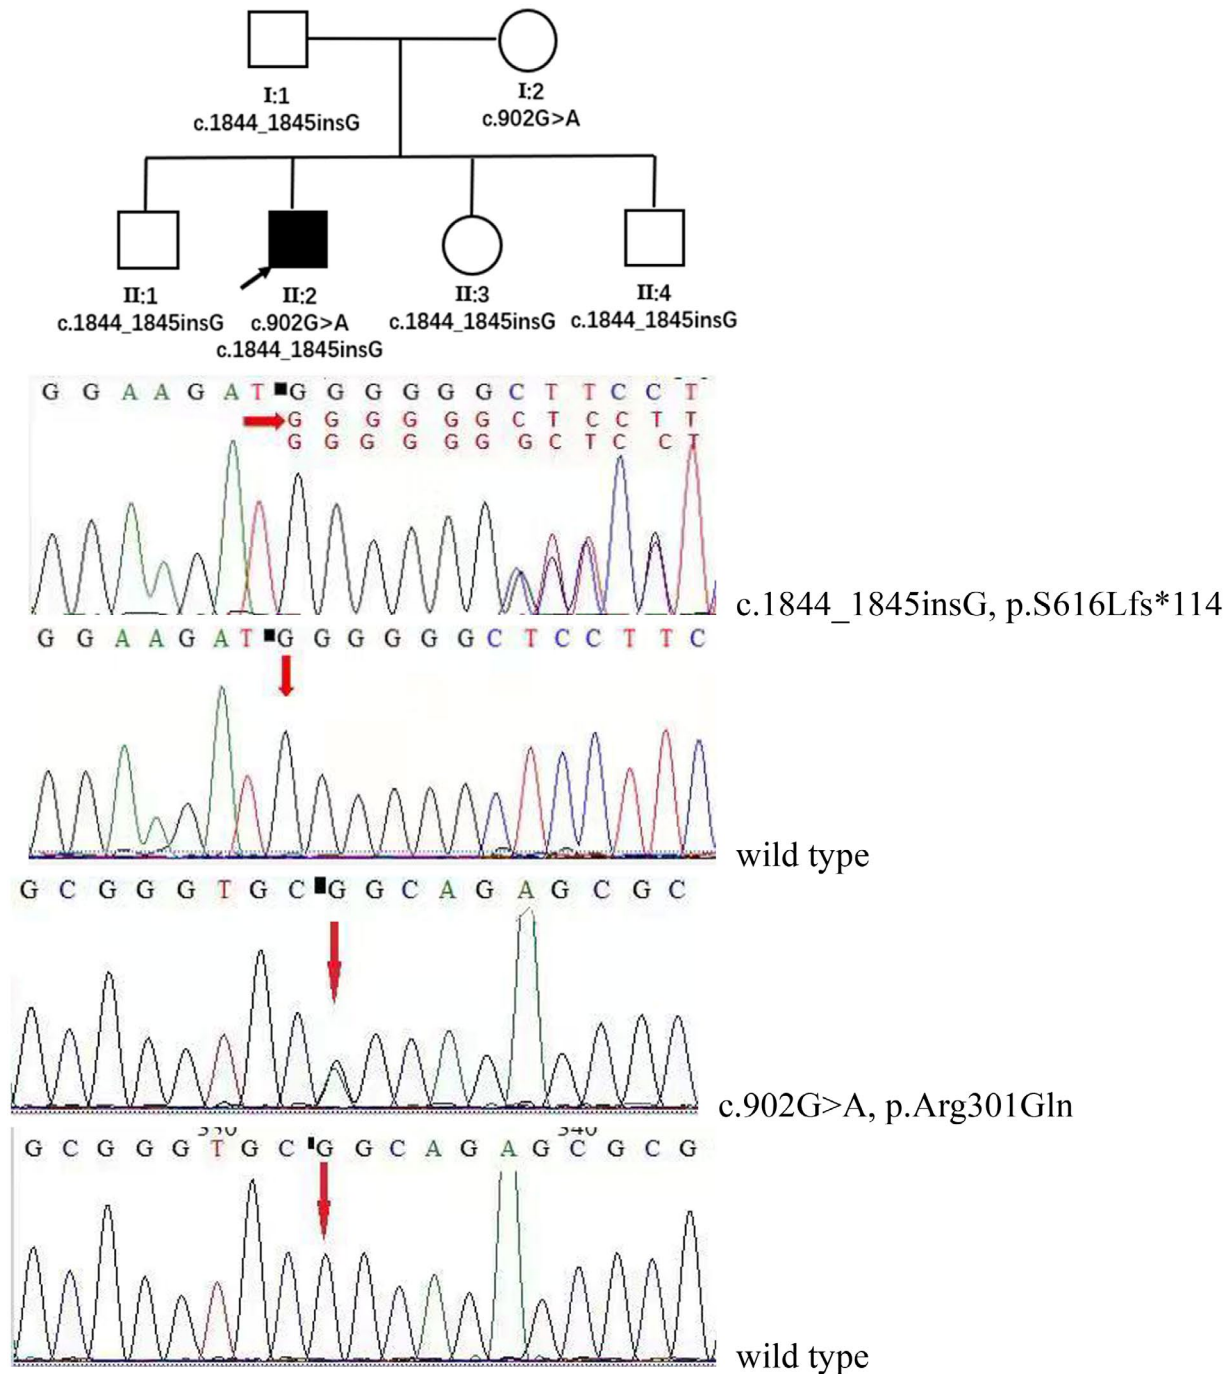 I:1
c.1844_1845insG
I:2
c.902G>A
II:1
c.1844_1845insG
II:2
c.902G>A
c.1844_1845insG
II:3
c.1844_1845insG
II:4
c.1844_1845insG
G G A A G A T G G G G G G C T T C C T
G G G G G G C T C C T T
G G G G G G G C T C C T
c.1844_1845insG, p.S616Lfs*114
G G A A G A T G G G G G G C T C C T T C
wild type
G C G G G T G C G G C A G A G C G C
c.902G>A, p.Arg301Gln
G C G G G T G C G G C A G A G C G C G
wild type